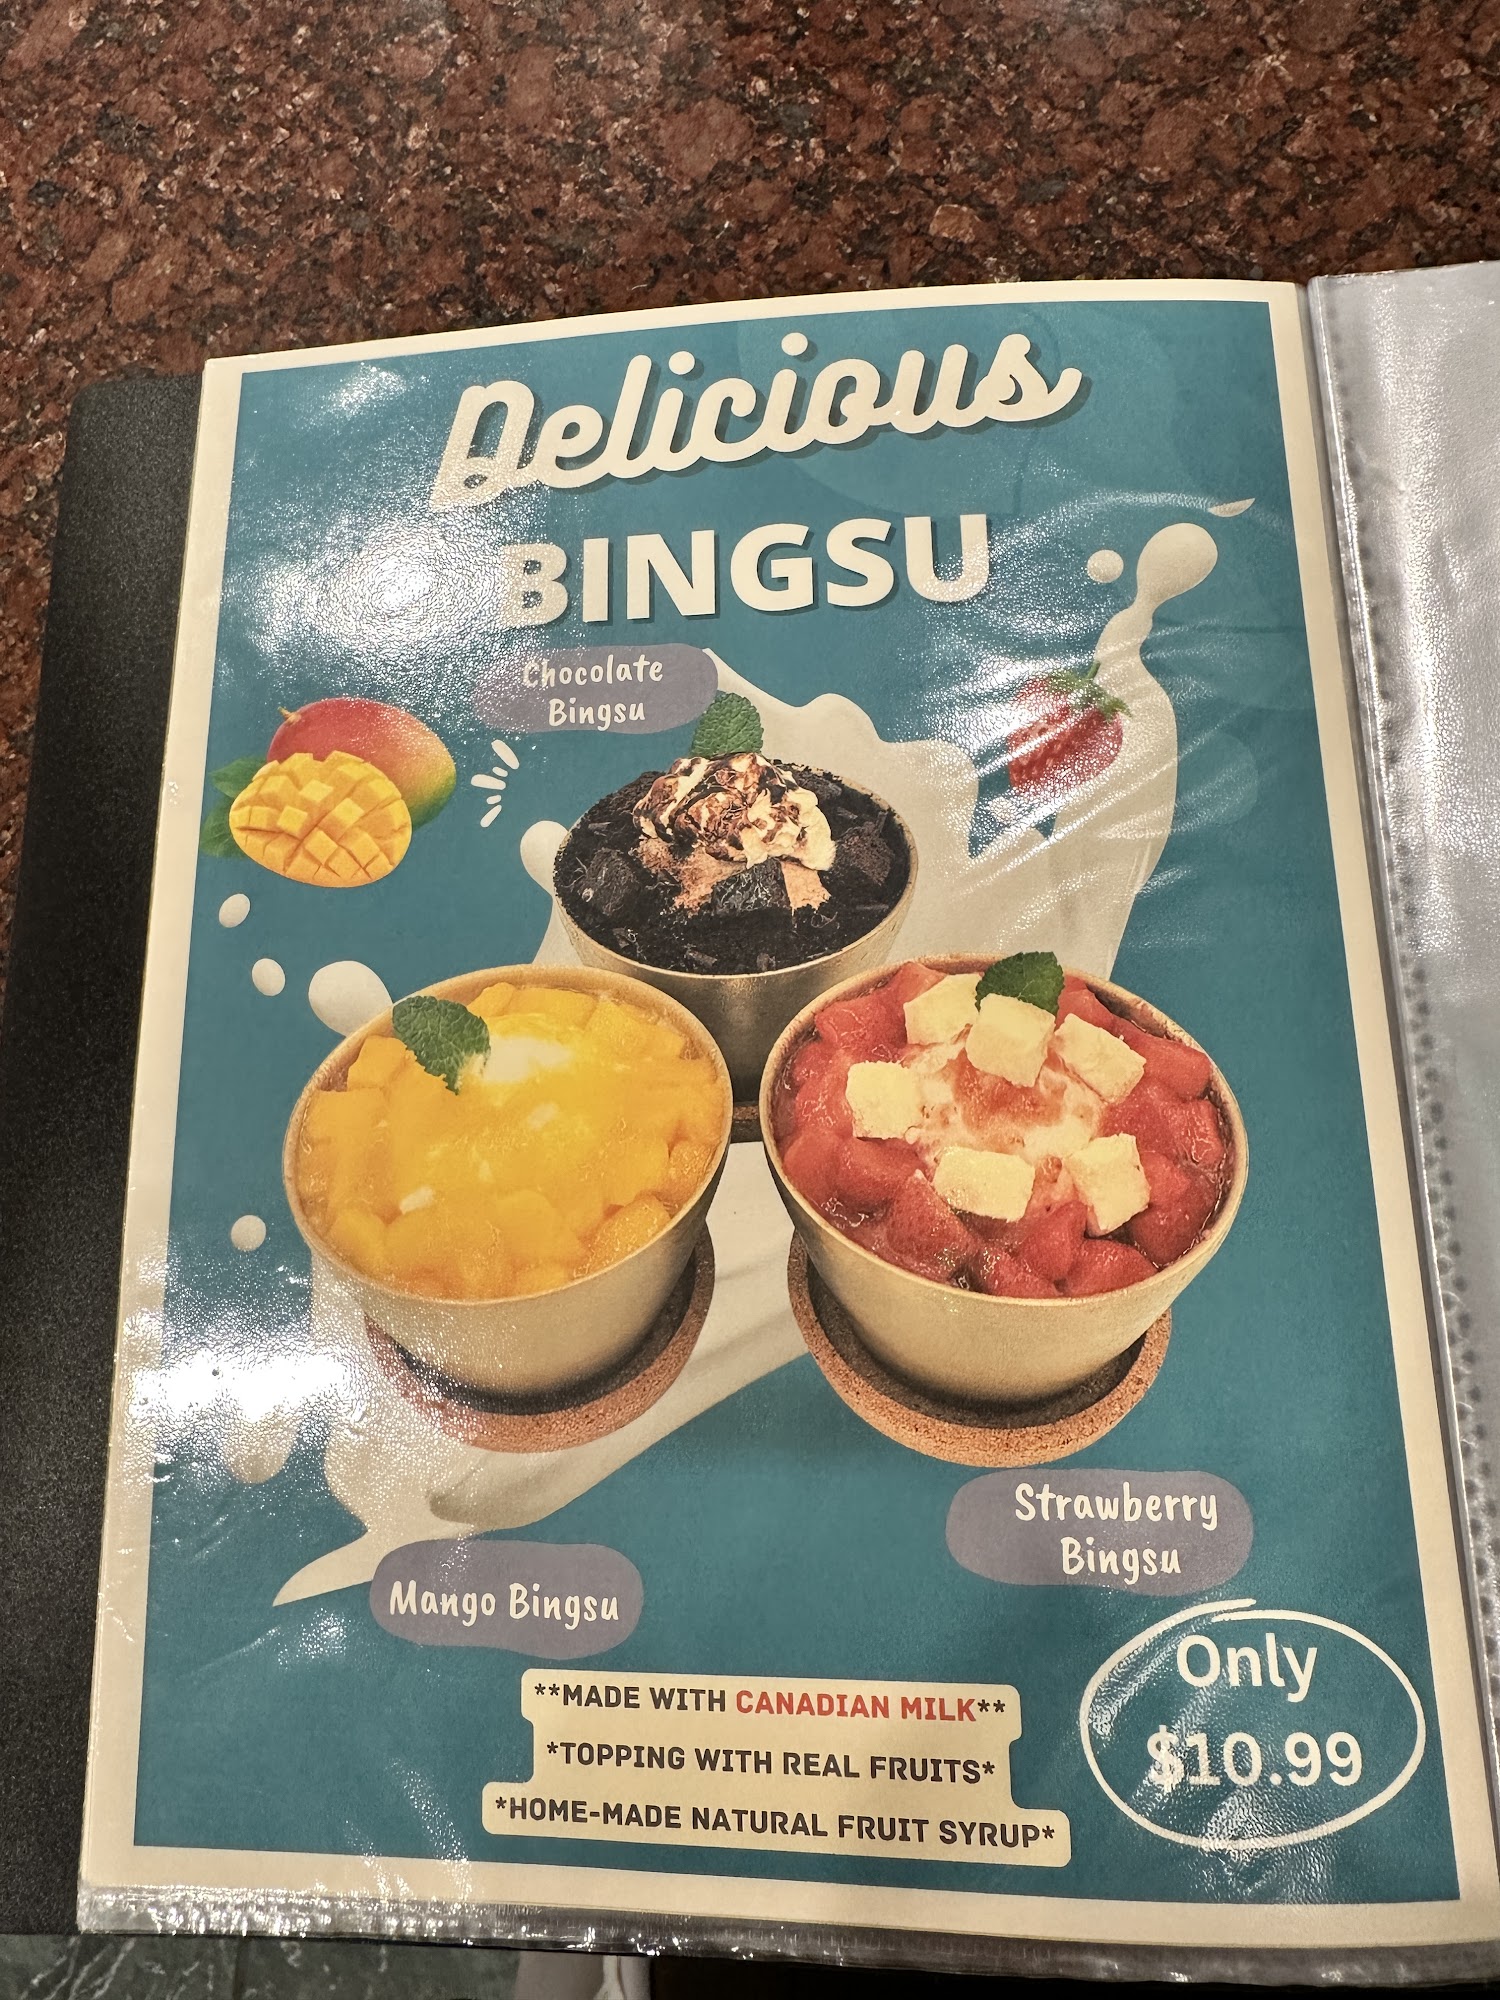 Delicious
BINGSU
Chocolate
Bingsu
Strawberry
Bingsu
Mango Bingsu
Only
$10.99
**MADE WITH CANADIAN MILK**
*TOPPING WITH REAL FRUITS*
*HOME-MADE NATURAL FRUIT SYRUP*